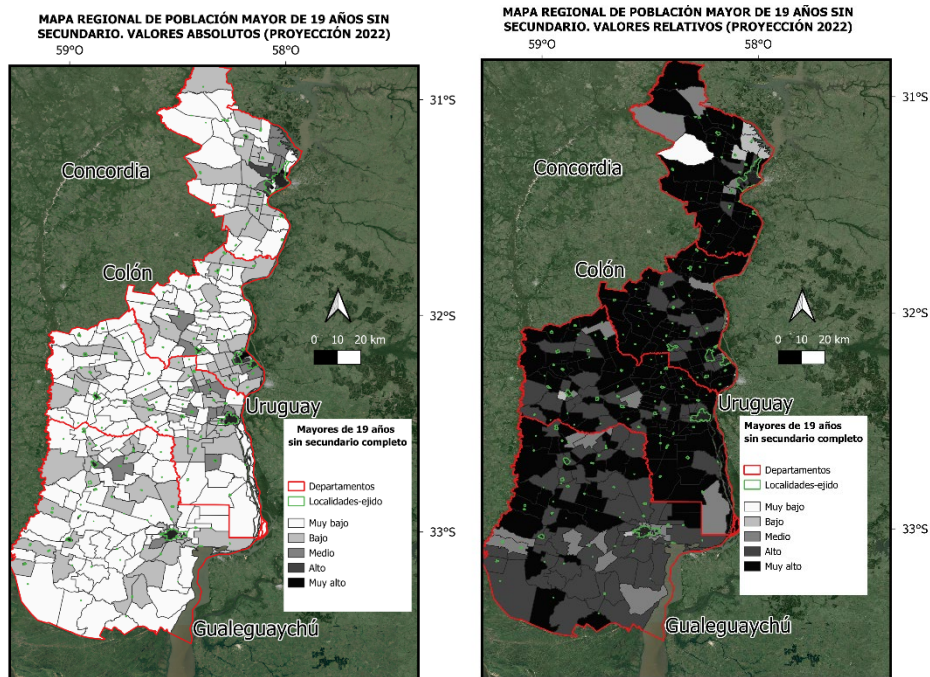 MAPA REGIONAL DE POBLACIÓN MAYOR DE 19 AÑOS SIN
SECUNDARIO. VALORES ABSOLUTOS (PROYECCIÓN 2022)
59°O
58°O
31°S
32°S
33°S
Concordia
Colón
Uruguay
Gualeguaychú
0 10 20 km
Mayores de 19 años
sin secundario completo
Departamentos
Localidades-ejido
Muy bajo
Bajo
Medio
Alto
Muy alto
MAPA REGIONAL DE POBLACIÓN MAYOR DE 19 AÑOS SIN
SECUNDARIO. VALORES RELATIVOS (PROYECCIÓN 2022)
59°O
58°O
31°S
32°S
33°S
Concordia
Colón
Uruguay
Gualeguaychú
0 10 20 km
Mayores de 19 años
sin secundario completo
Departamentos
Localidades-ejido
Muy bajo
Bajo
Medio
Alto
Muy alto